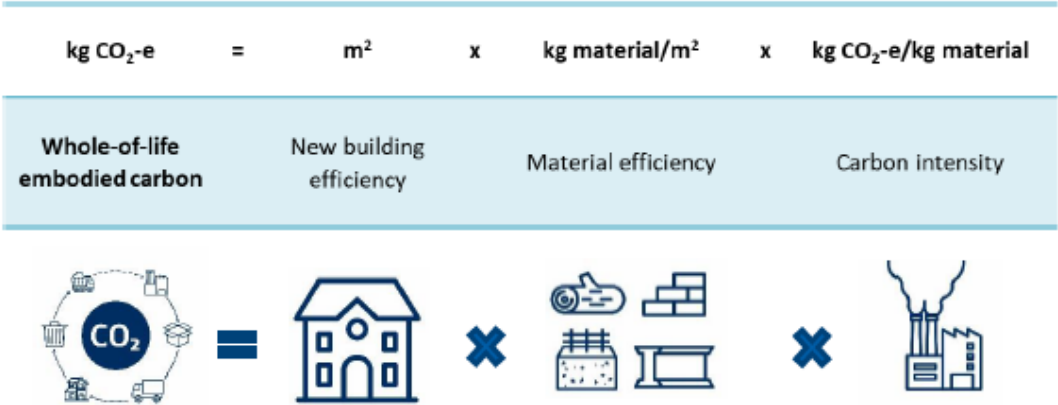 kg CO₂-e = m² x kg material/m² x kg CO₂-e/kg material
Whole-of-life
embodied carbon
New building
efficiency
Material efficiency
Carbon intensity
CO₂